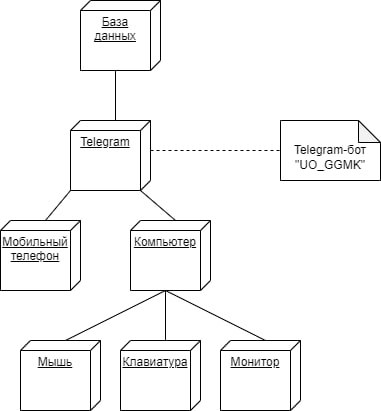 База
данных
Telegram
Telegram-бот
"UO_GGMK"
Мобильный
телефон
Компьютер
Мышь
Клавиатура
Монитор